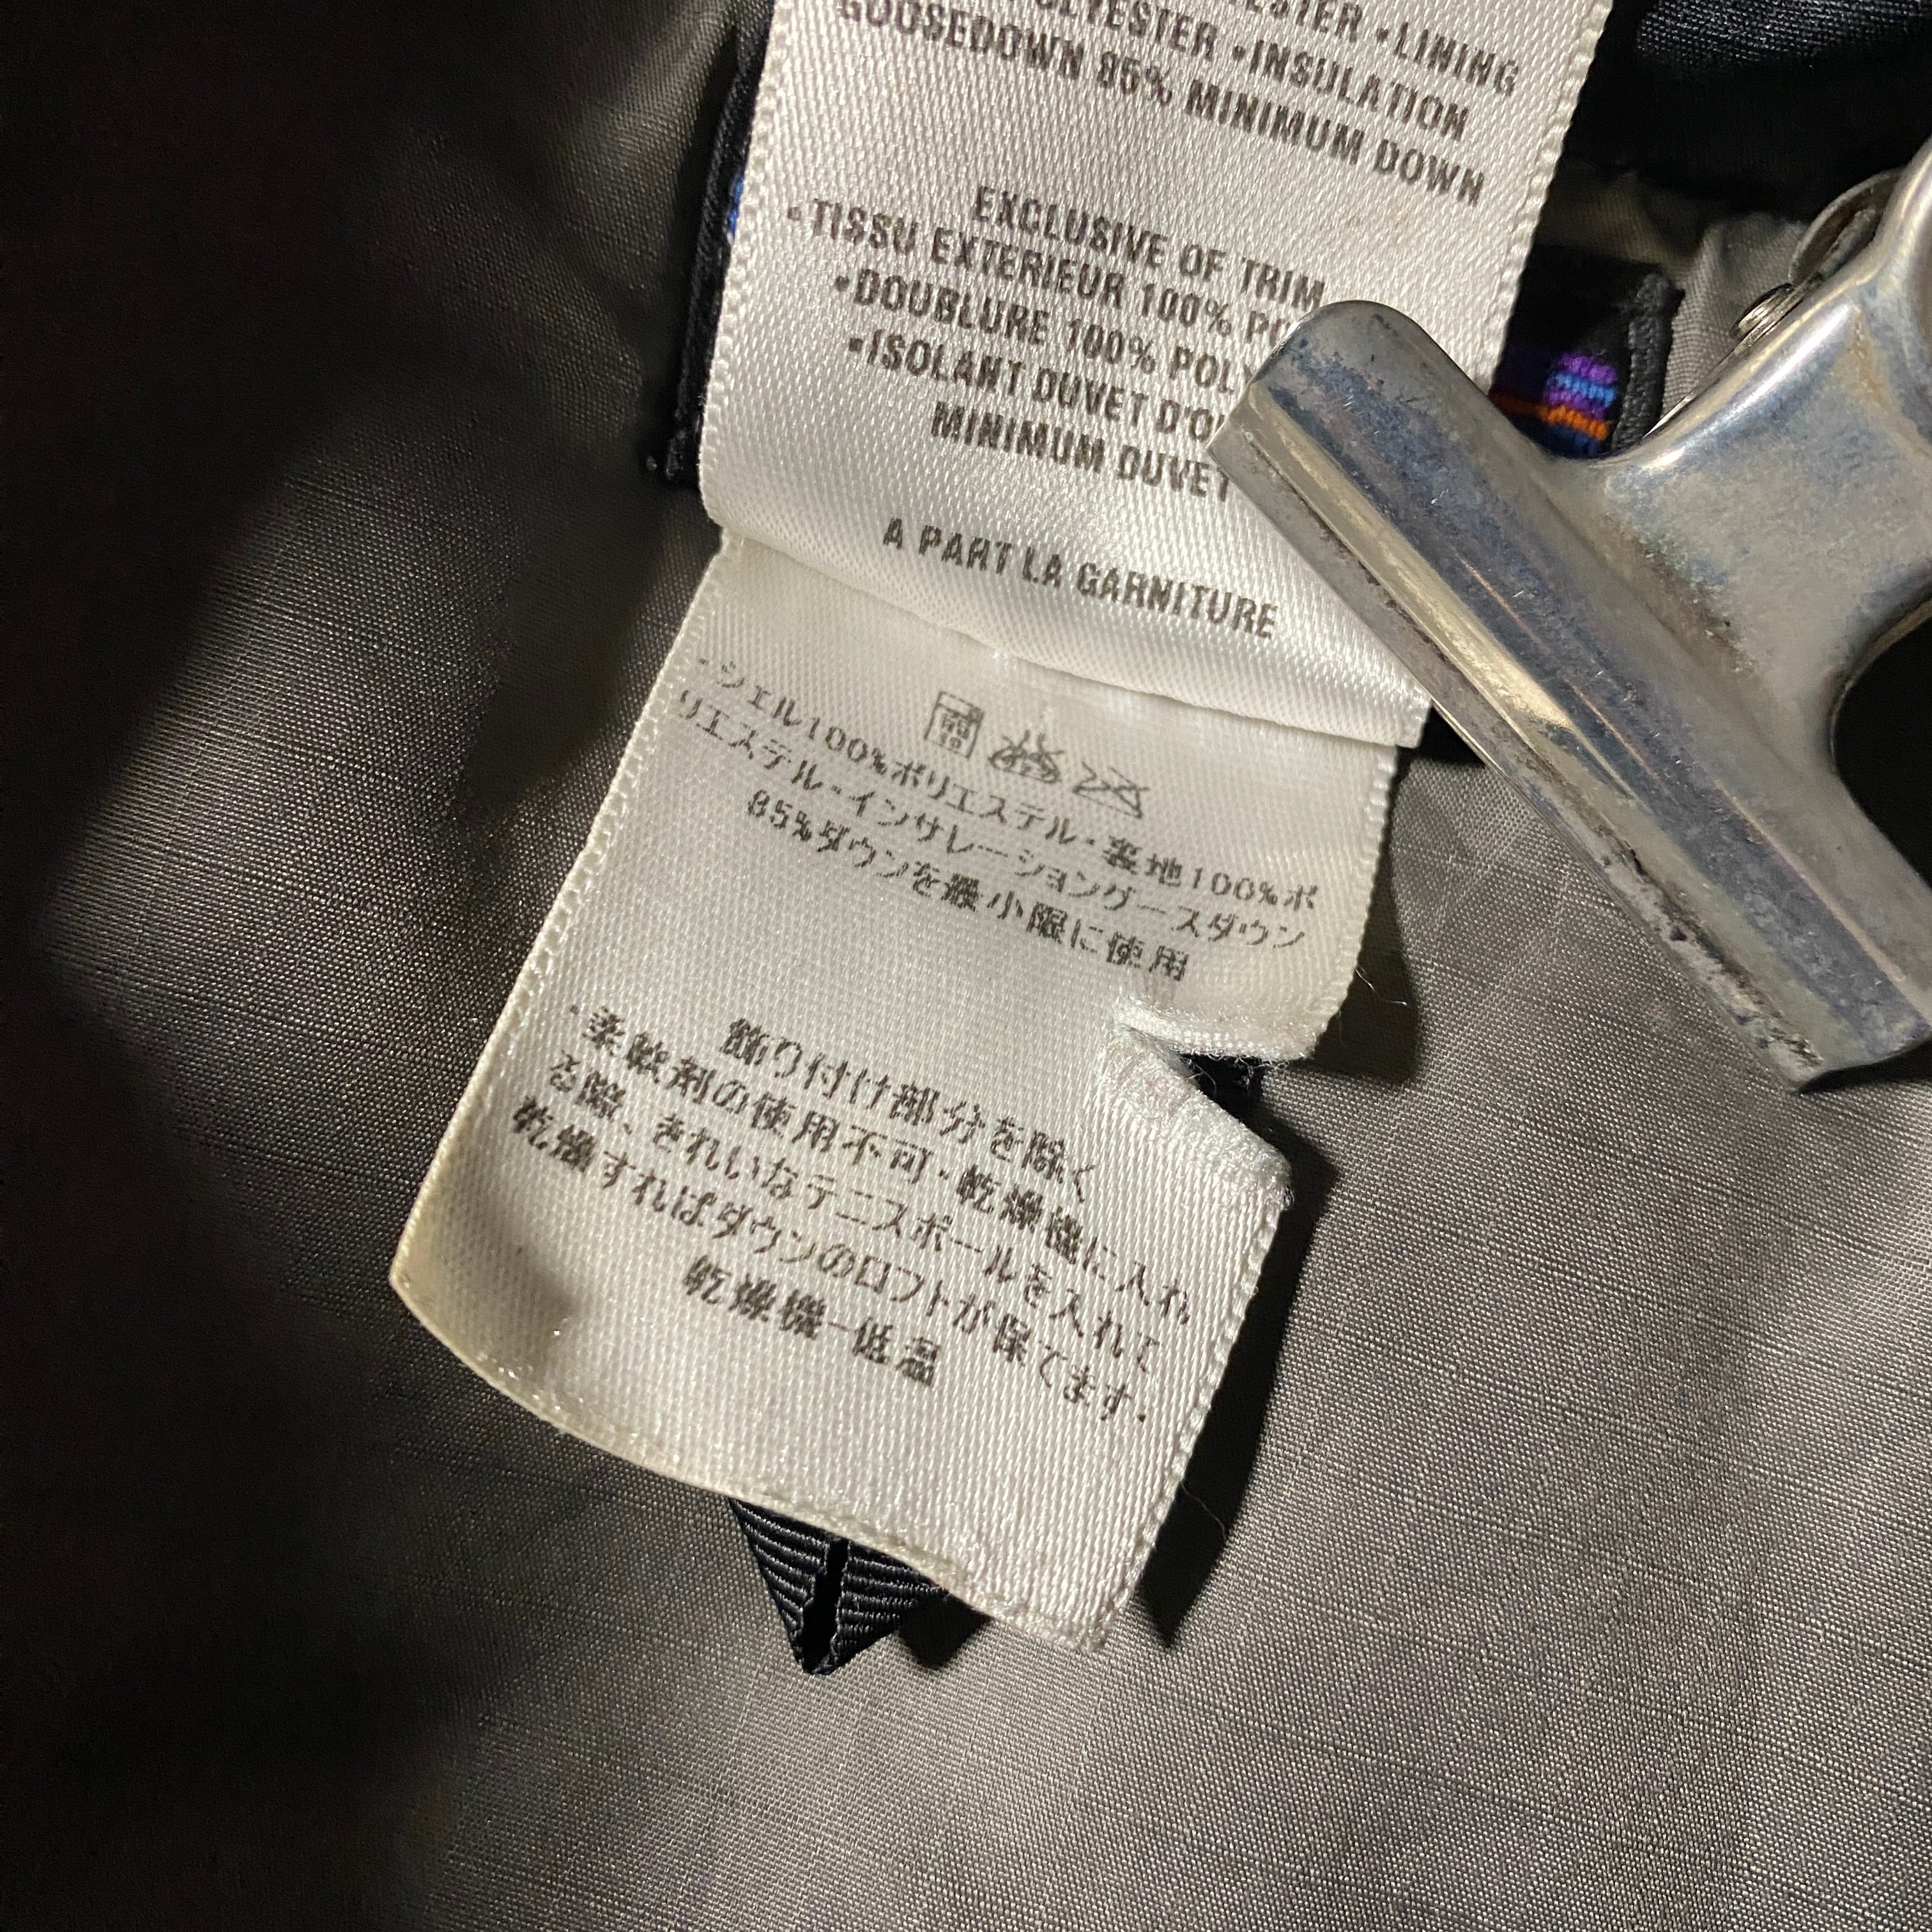 LINING
POLYESTER •INSULATION
GOOSEDOWN 85% MINIMUM DOWN
EXCLUSIVE OF TRIM
•TISSU EXTERIEUR 100%
•DOUBLURE 100%
•ISOLANT DUVET
MINIMUM DUVET
A PART LA GARNITURE
・シェル100%ポリエステル・裏地100%ポ
リエステル・インサレーショングースダウン
85%ダウンを最小限に使用
飾り付け部分を除く
・柔軟剤の使用不可・乾燥機に入れ
る際、きれいなテニスボールを入れて
乾燥すればダウンのロフトが保てます。
乾燥機ー低温